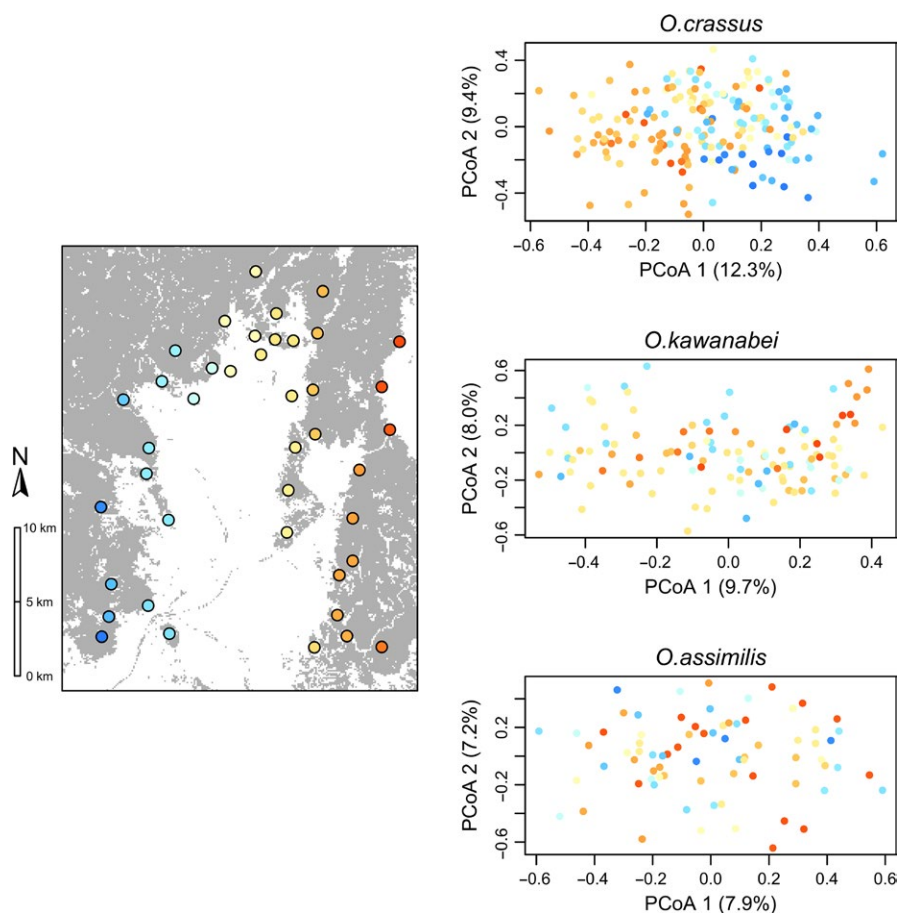 N
10 km
5 km
0 km
O.crassus
PCoA 2 (9.4%)
0.4
0.0
−0.4
−0.6 −0.4 −0.2 0.0 0.2 0.4 0.6
PCoA 1 (12.3%)
O.kawanabei
PCoA 2 (8.0%)
0.6
0.2
−0.2
−0.6
−0.4 −0.2 0.0 0.2 0.4
PCoA 1 (9.7%)
O.assimilis
PCoA 2 (7.2%)
0.2
−0.2
−0.6
−0.6 −0.4 −0.2 0.0 0.2 0.4 0.6
PCoA 1 (7.9%)